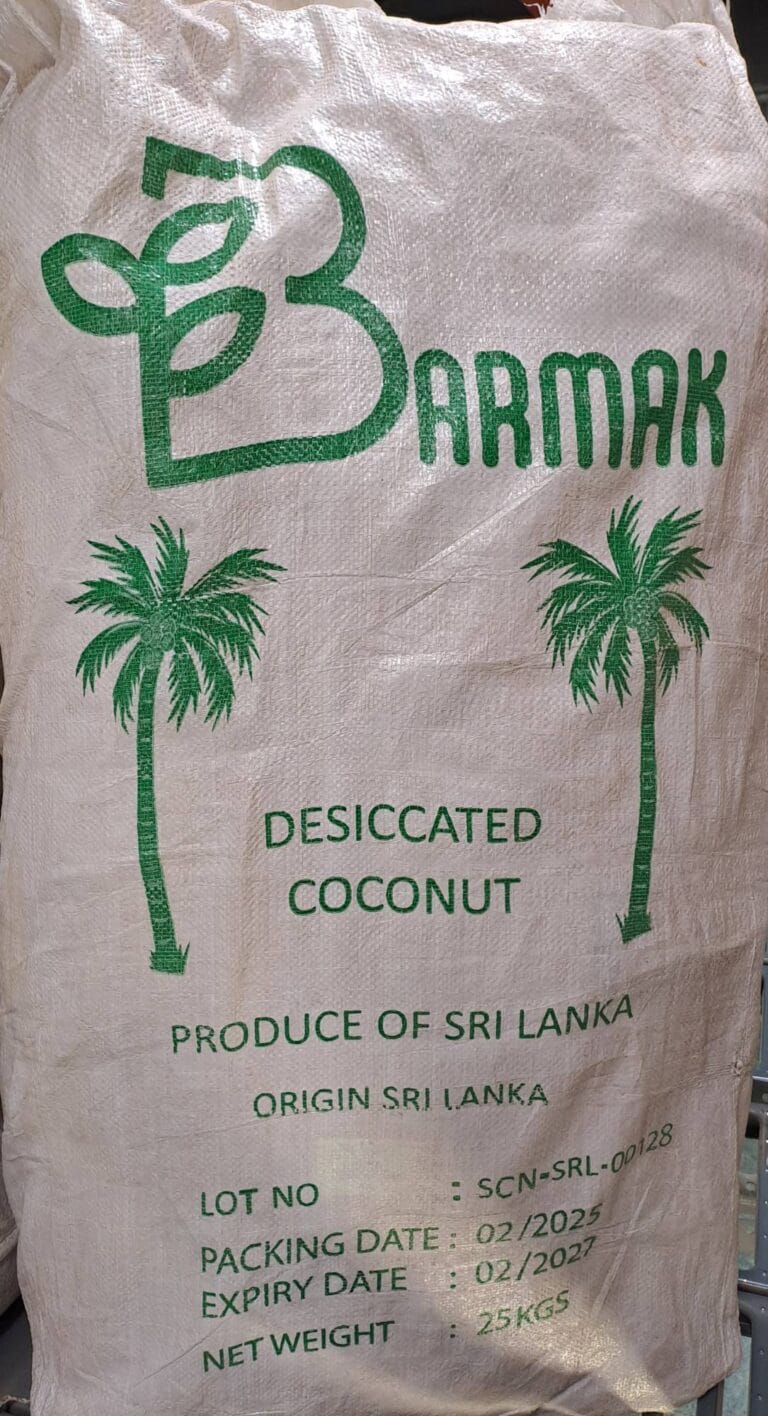 BARMAK
DESICCATED
COCONUT
PRODUCE OF SRI LANKA
ORIGIN SRI LANKA
LOT NO : SCN-SRL-00128
PACKING DATE : 02/2025
EXPIRY DATE : 02/2027
NET WEIGHT : 25KGS